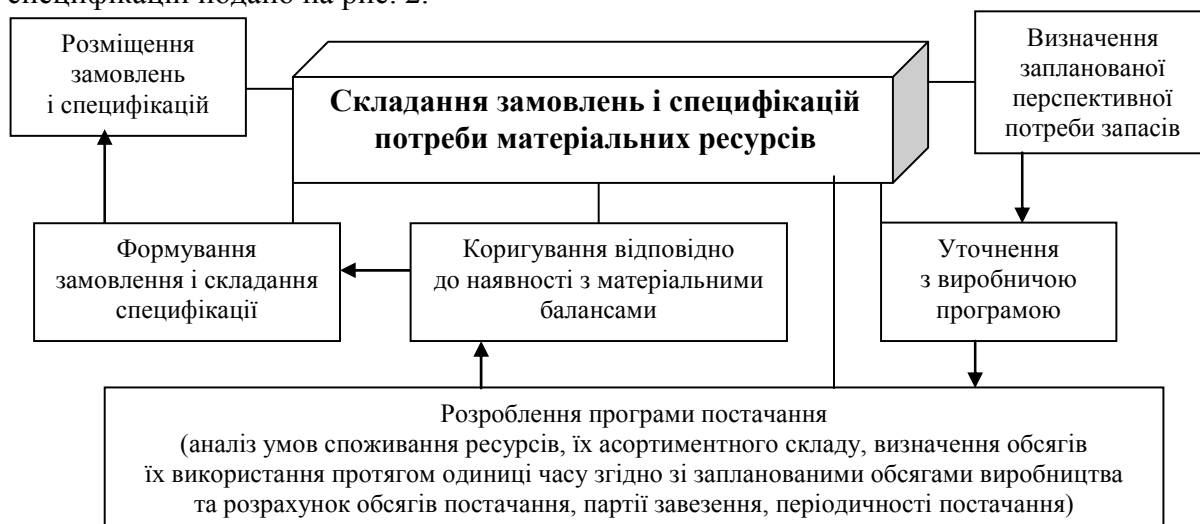 специфікацій подано на рис. 2.
Розміщення
замовлень
і специфікацій
Складання замовлень і специфікацій
потреби матеріальних ресурсів
Визначення
запланованої
перспективної
потреби запасів
Формування
замовлення і складання
специфікації
Коригування відповідно
до наявності з матеріальними
балансами
Уточнення
з виробничою
програмою
Розроблення програми постачання
(аналіз умов споживання ресурсів, їх асортиментного складу, визначення обсягів
їх використання протягом одиниці часу згідно зі запланованими обсягами виробництва
та розрахунок обсягів постачання, партії завезення, періодичності постачання)